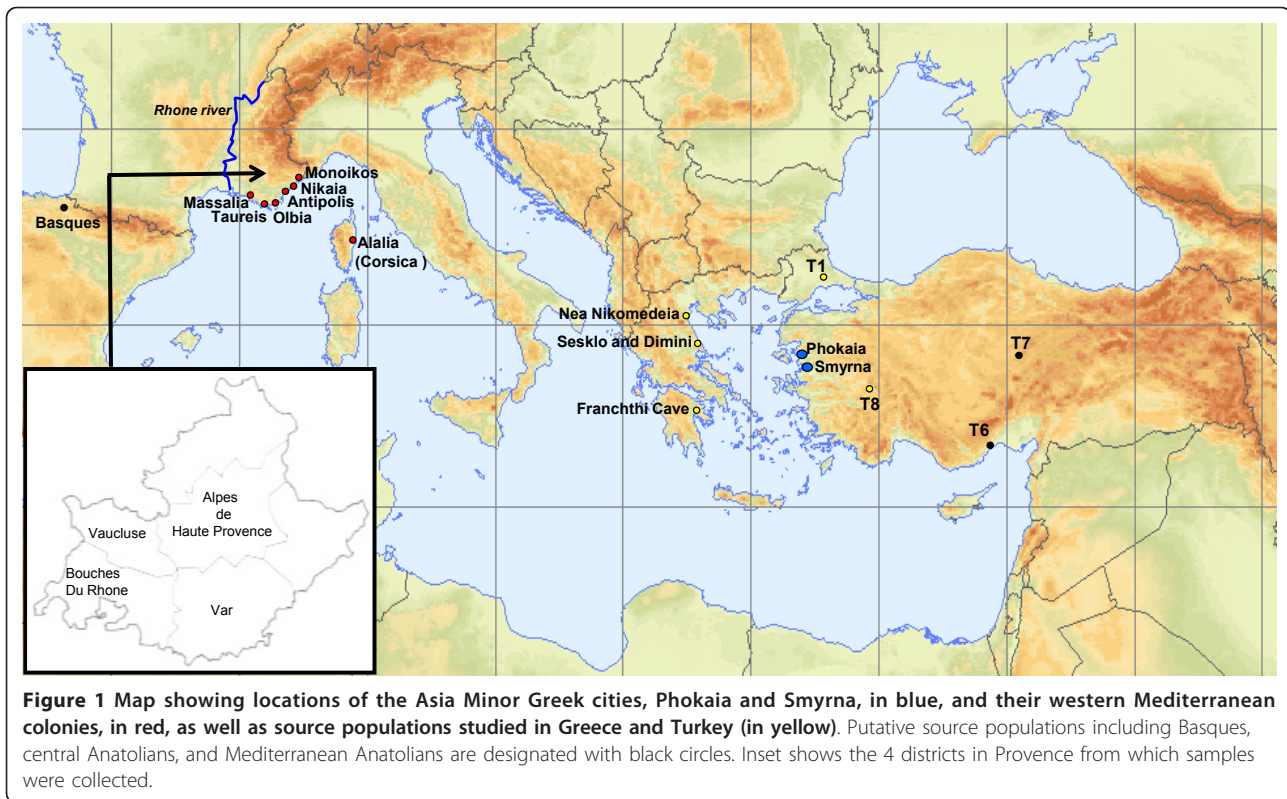 Rhone river
Monoikos
Nikaia
Massalia
Antipolis
Taureis
Olbia
Basques
Alalia
(Corsica )
T1
Nea Nikomedeia
Sesklo and Dimini
Phokaia
T7
Smyrna
T8
Franchthi Cave
T6
Alpes
de
Haute Provence
Vaucluse
Bouches
Du Rhone
Var
Figure 1 Map showing locations of the Asia Minor Greek cities, Phokaia and Smyrna, in blue, and their western Mediterranean
colonies, in red, as well as source populations studied in Greece and Turkey (in yellow). Putative source populations including Basques,
central Anatolians, and Mediterranean Anatolians are designated with black circles. Inset shows the 4 districts in Provence from which samples
were collected.